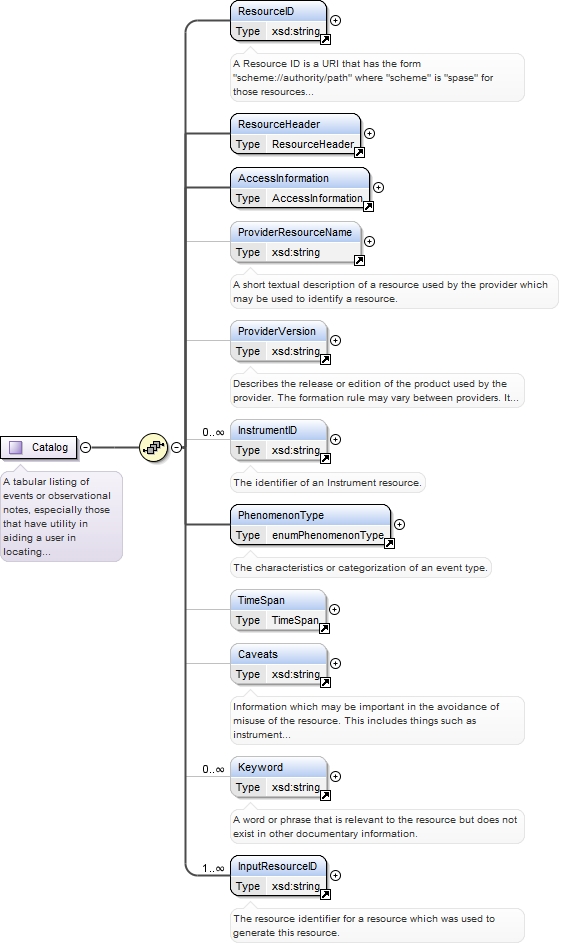 ResourceID
Type xsd:string
A Resource ID is a URI that has the form
"scheme://authority/path" where "scheme" is "spase" for
those resources...
ResourceHeader
Type ResourceHeader
AccessInformation
Type AccessInformation
ProviderResourceName
Type xsd:string
A short textual description of a resource used by the provider which
may be used to identify a resource.
ProviderVersion
Type xsd:string
Describes the release or edition of the product used by the
provider. The formation rule may vary between providers. It...
0..∞
InstrumentID
Type xsd:string
The identifier of an Instrument resource.
Catalog
A tabular listing of
events or observational
notes, especially those
that have utility in
aiding a user in
locating...
PhenomenonType
Type enumPhenomenonType
The characteristics or categorization of an event type.
TimeSpan
Type TimeSpan
Caveats
Type xsd:string
Information which may be important in the avoidance of
misuse of the resource. This includes things such as
instrument...
0..∞
Keyword
Type xsd:string
A word or phrase that is relevant to the resource but does not
exist in other documentary information.
1..∞
InputResourceID
Type xsd:string
The resource identifier for a resource which was used to
generate this resource.